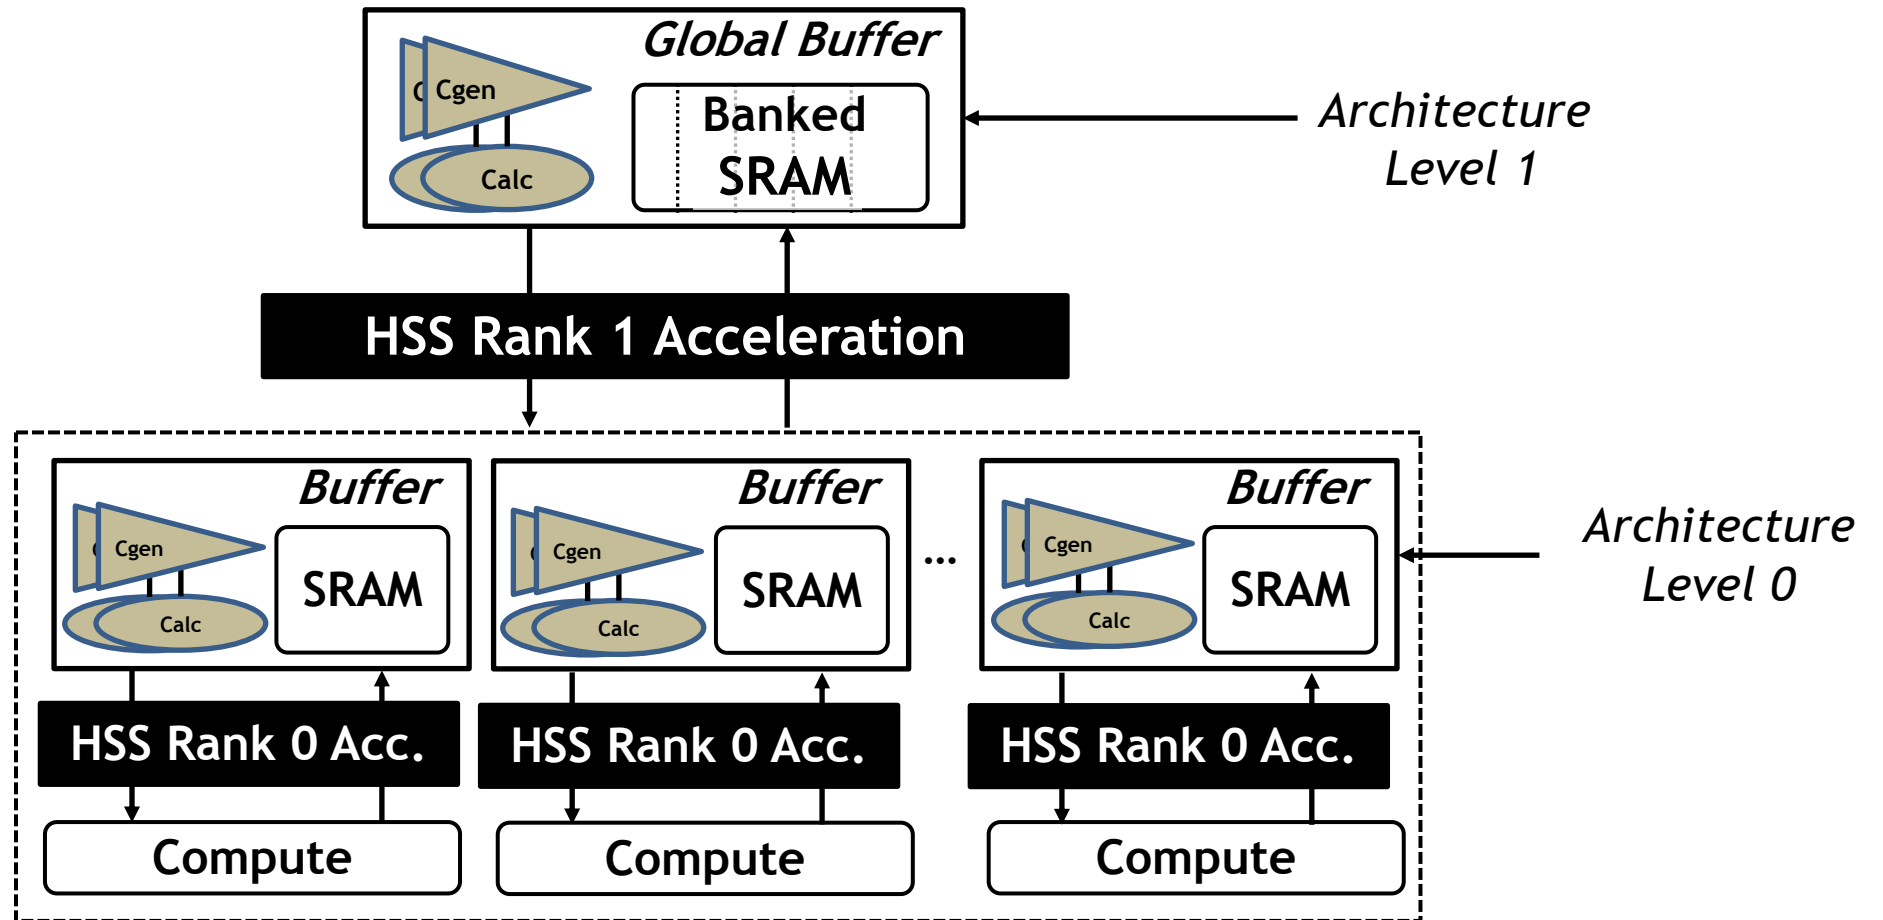 Global Buffer
Cgen
Calc
Banked
SRAM
Architecture
Level 1
HSS Rank 1 Acceleration
Buffer
Cgen
Calc
SRAM
Buffer
Cgen
Calc
SRAM
...
Buffer
Cgen
Calc
SRAM
Architecture
Level 0
HSS Rank 0 Acc.
HSS Rank 0 Acc.
HSS Rank 0 Acc.
Compute
Compute
Compute